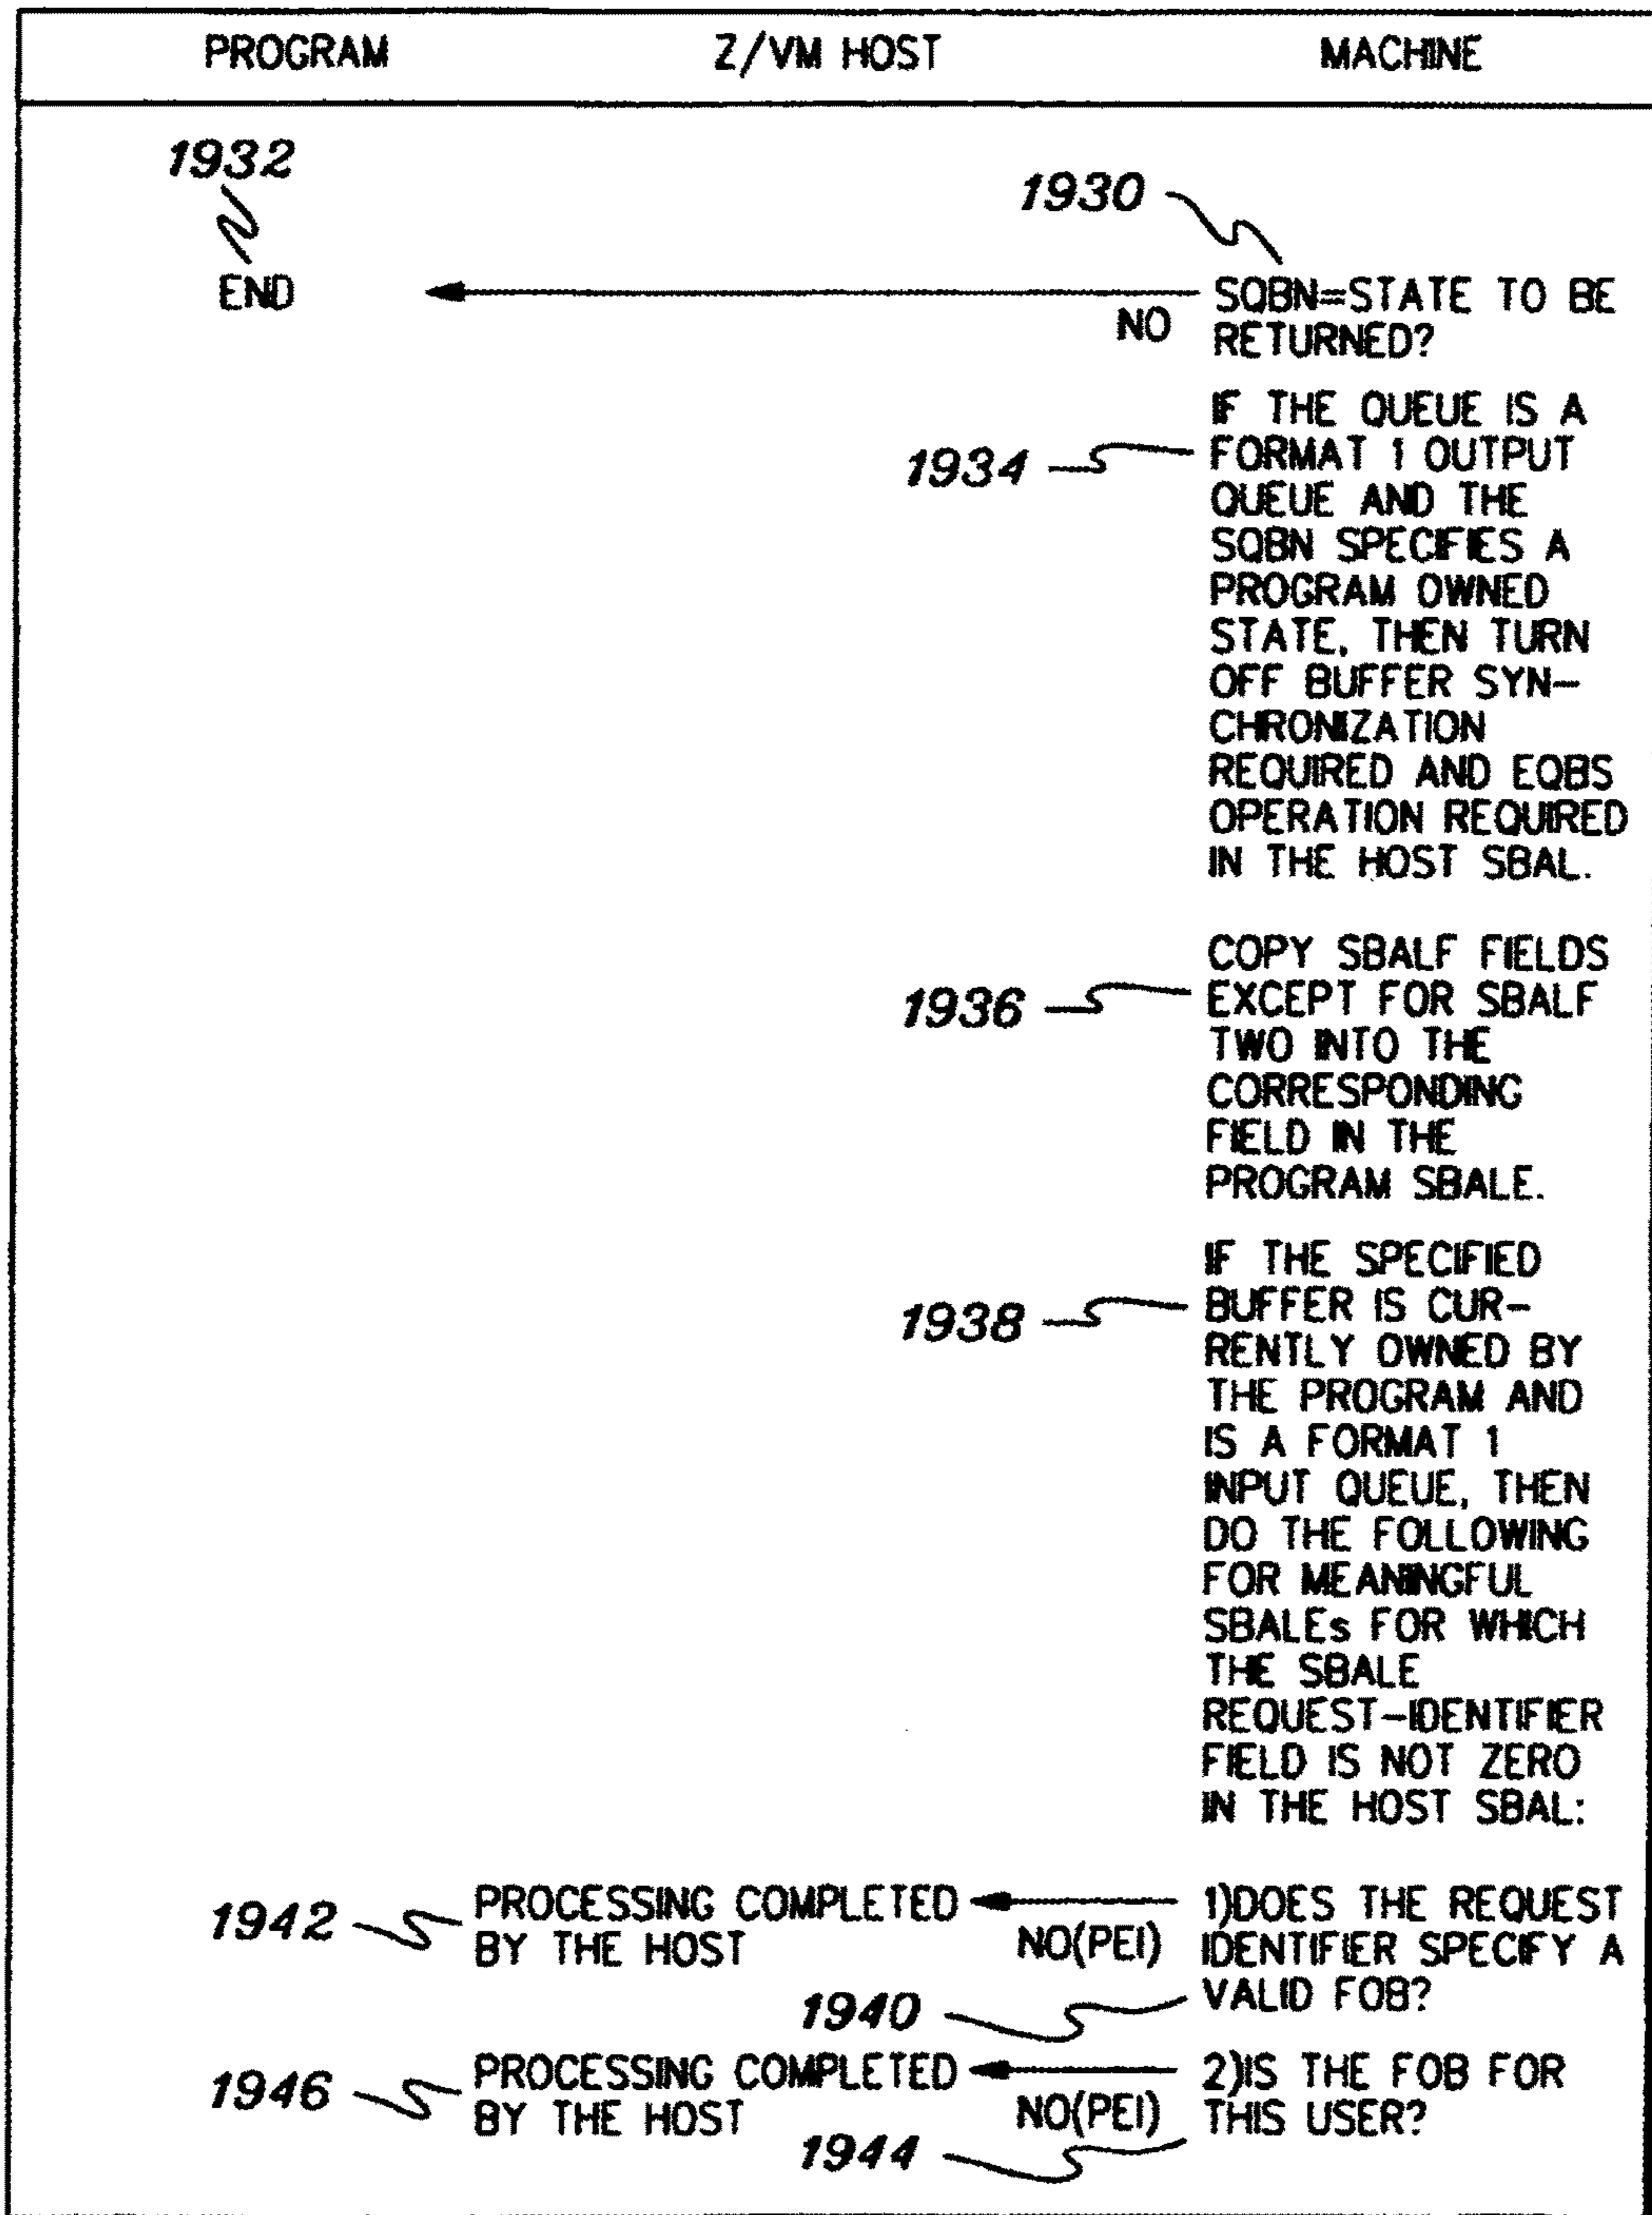 PROGRAM Z/VM HOST MACHINE
1932
1930
END
NO
SQBN=STATE TO BE
RETURNED?
1934
IF THE QUEUE IS A
FORMAT 1 OUTPUT
QUEUE AND THE
SQBN SPECIFIES A
PROGRAM OWNED
STATE, THEN TURN
OFF BUFFER SYN-
CHRONIZATION
REQUIRED AND EQBS
OPERATION REQUIRED
IN THE HOST SBAL.
1936
COPY SBALF FIELDS
EXCEPT FOR SBALF
TWO INTO THE
CORRESPONDING
FIELD IN THE
PROGRAM SBALE.
1938
IF THE SPECIFIED
BUFFER IS CUR-
RENTLY OWNED BY
THE PROGRAM AND
IS A FORMAT 1
INPUT QUEUE, THEN
DO THE FOLLOWING
FOR MEANINGFUL
SBALEs FOR WHICH
THE SBALE
REQUEST-IDENTIFIER
FIELD IS NOT ZERO
IN THE HOST SBAL:
1942
PROCESSING COMPLETED
BY THE HOST
NO(PEI)
1)DOES THE REQUEST
IDENTIFIER SPECIFY A
VALID FOB?
1940
1946
PROCESSING COMPLETED
BY THE HOST
NO(PEI)
2)IS THE FOB FOR
THIS USER?
1944